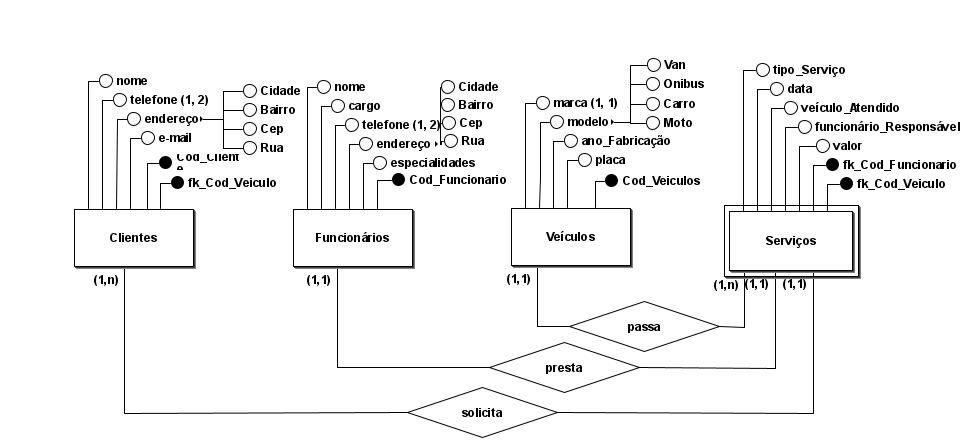 nome
telefone (1, 2)
endereço
Cidade
Bairro
Cep
Rua
e-mail
Cod_Client
e
fk_Cod_Veiculo
Clientes
(1,n)
nome
cargo
telefone (1, 2)
endereço
Cidade
Bairro
Cep
Rua
especialidades
Cod_Funcionario
Funcionários
(1,1)
marca (1, 1)
modelo
Van
Onibus
Carro
Moto
ano_Fabricação
placa
Cod_Veiculos
Veículos
(1,1)
tipo_Serviço
data
veículo_Atendido
funcionário_Responsável
valor
fk_Cod_Funcionario
fk_Cod_Veiculo
Serviços
(1,n)
(1,1)
(1,1)
passa
presta
solicita